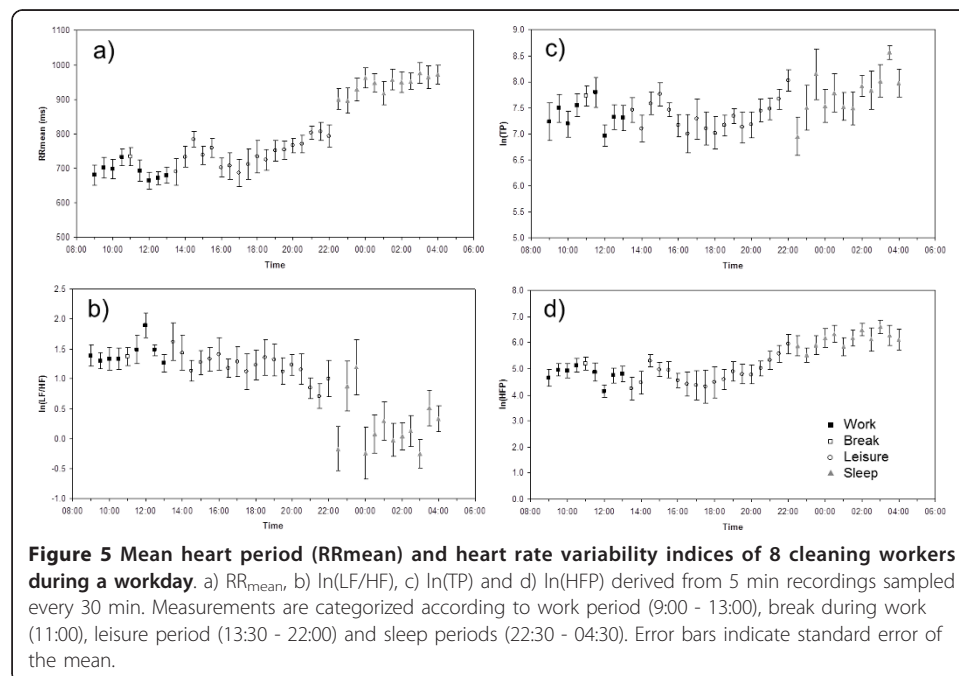 a)
1100
1000
900
800
700
600
500
RRmean (ms)
08:00 10:00 12:00 14:00 16:00 18:00 20:00 22:00 00:00 02:00 04:00 06:00
Time
c)
9.0
8.5
8.0
7.5
7.0
6.5
6.0
5.5
5.0
ln(TP)
08:00 10:00 12:00 14:00 16:00 18:00 20:00 22:00 00:00 02:00 04:00 06:00
Time
b)
2.5
2.0
1.5
1.0
0.5
0.0
-0.5
-1.0
ln(LF/HF)
08:00 10:00 12:00 14:00 16:00 18:00 20:00 22:00 00:00 02:00 04:00 06:00
Time
d)
8.0
7.0
6.0
5.0
4.0
3.0
2.0
1.0
0.0
ln(HFP)
Work
Break
Leisure
Sleep
08:00 10:00 12:00 14:00 16:00 18:00 20:00 22:00 00:00 02:00 04:00 06:00
Time
Figure 5 Mean heart period (RRmean) and heart rate variability indices of 8 cleaning workers
during a workday. a) RRmean, b) ln(LF/HF), c) ln(TP) and d) ln(HFP) derived from 5 min recordings sampled
every 30 min. Measurements are categorized according to work period (9:00 - 13:00), break during work
(11:00), leisure period (13:30 - 22:00) and sleep periods (22:30 - 04:30). Error bars indicate standard error of
the mean.